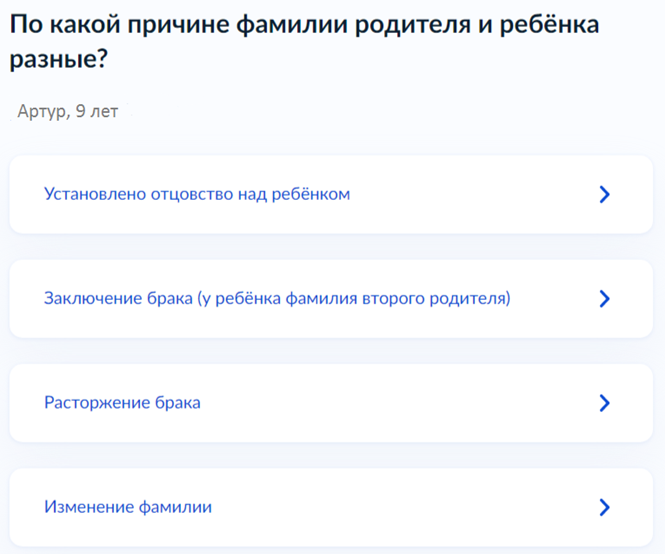 По какой причине фамилии родителя и ребёнка
разные?
Артур, 9 лет
Установлено отцовство над ребёнком
Заключение брака (у ребёнка фамилия второго родителя)
Расторжение брака
Изменение фамилии